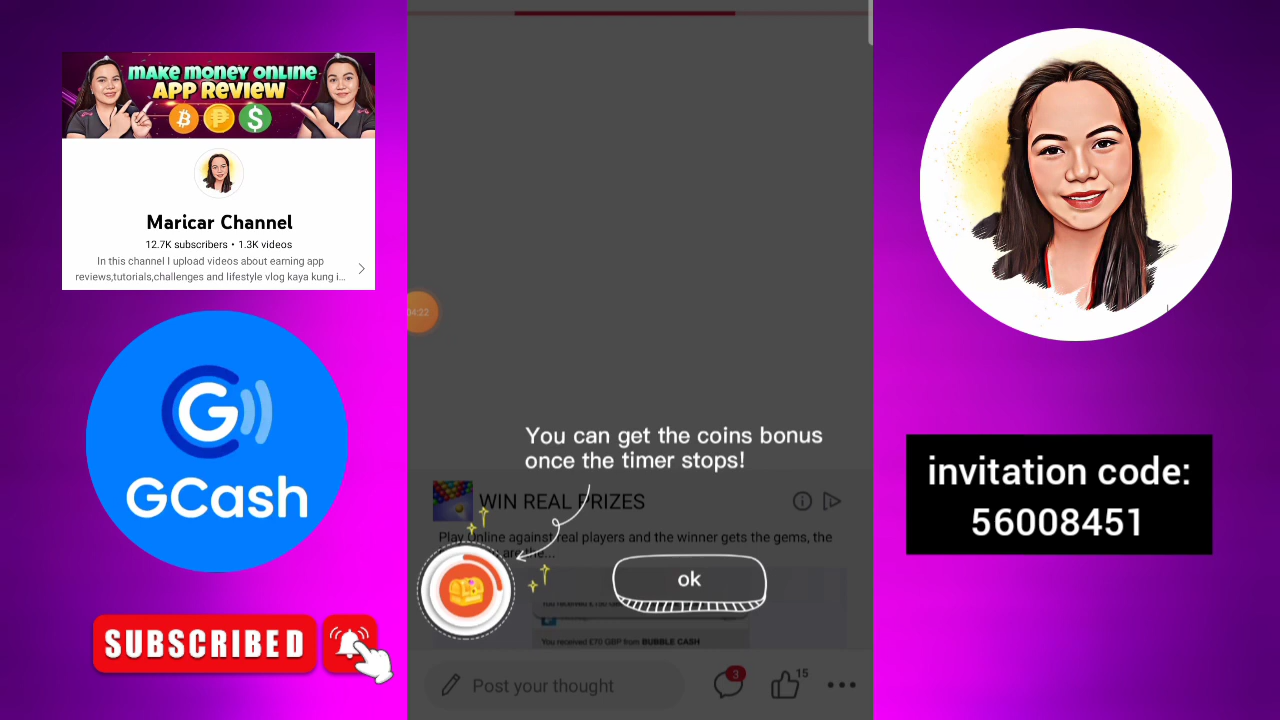 MAKE MONEY ONLINE
APP REVIEW
Maricar Channel
12.7K subscribers • 1.3K videos
In this channel I upload videos about earning app
reviews,tutorials,challenges and lifestyle vlog kaya kung i...
GCash
SUBSCRIBED
04:22
You can get the coins bonus
once the timer stops!
WIN REAL PRIZES
Play Online against real players and the winner gets the gems, the
are the...
ok
You received £70 GBP from BUBBLE CASH
Post your thought
3
15
invitation code:
56008451